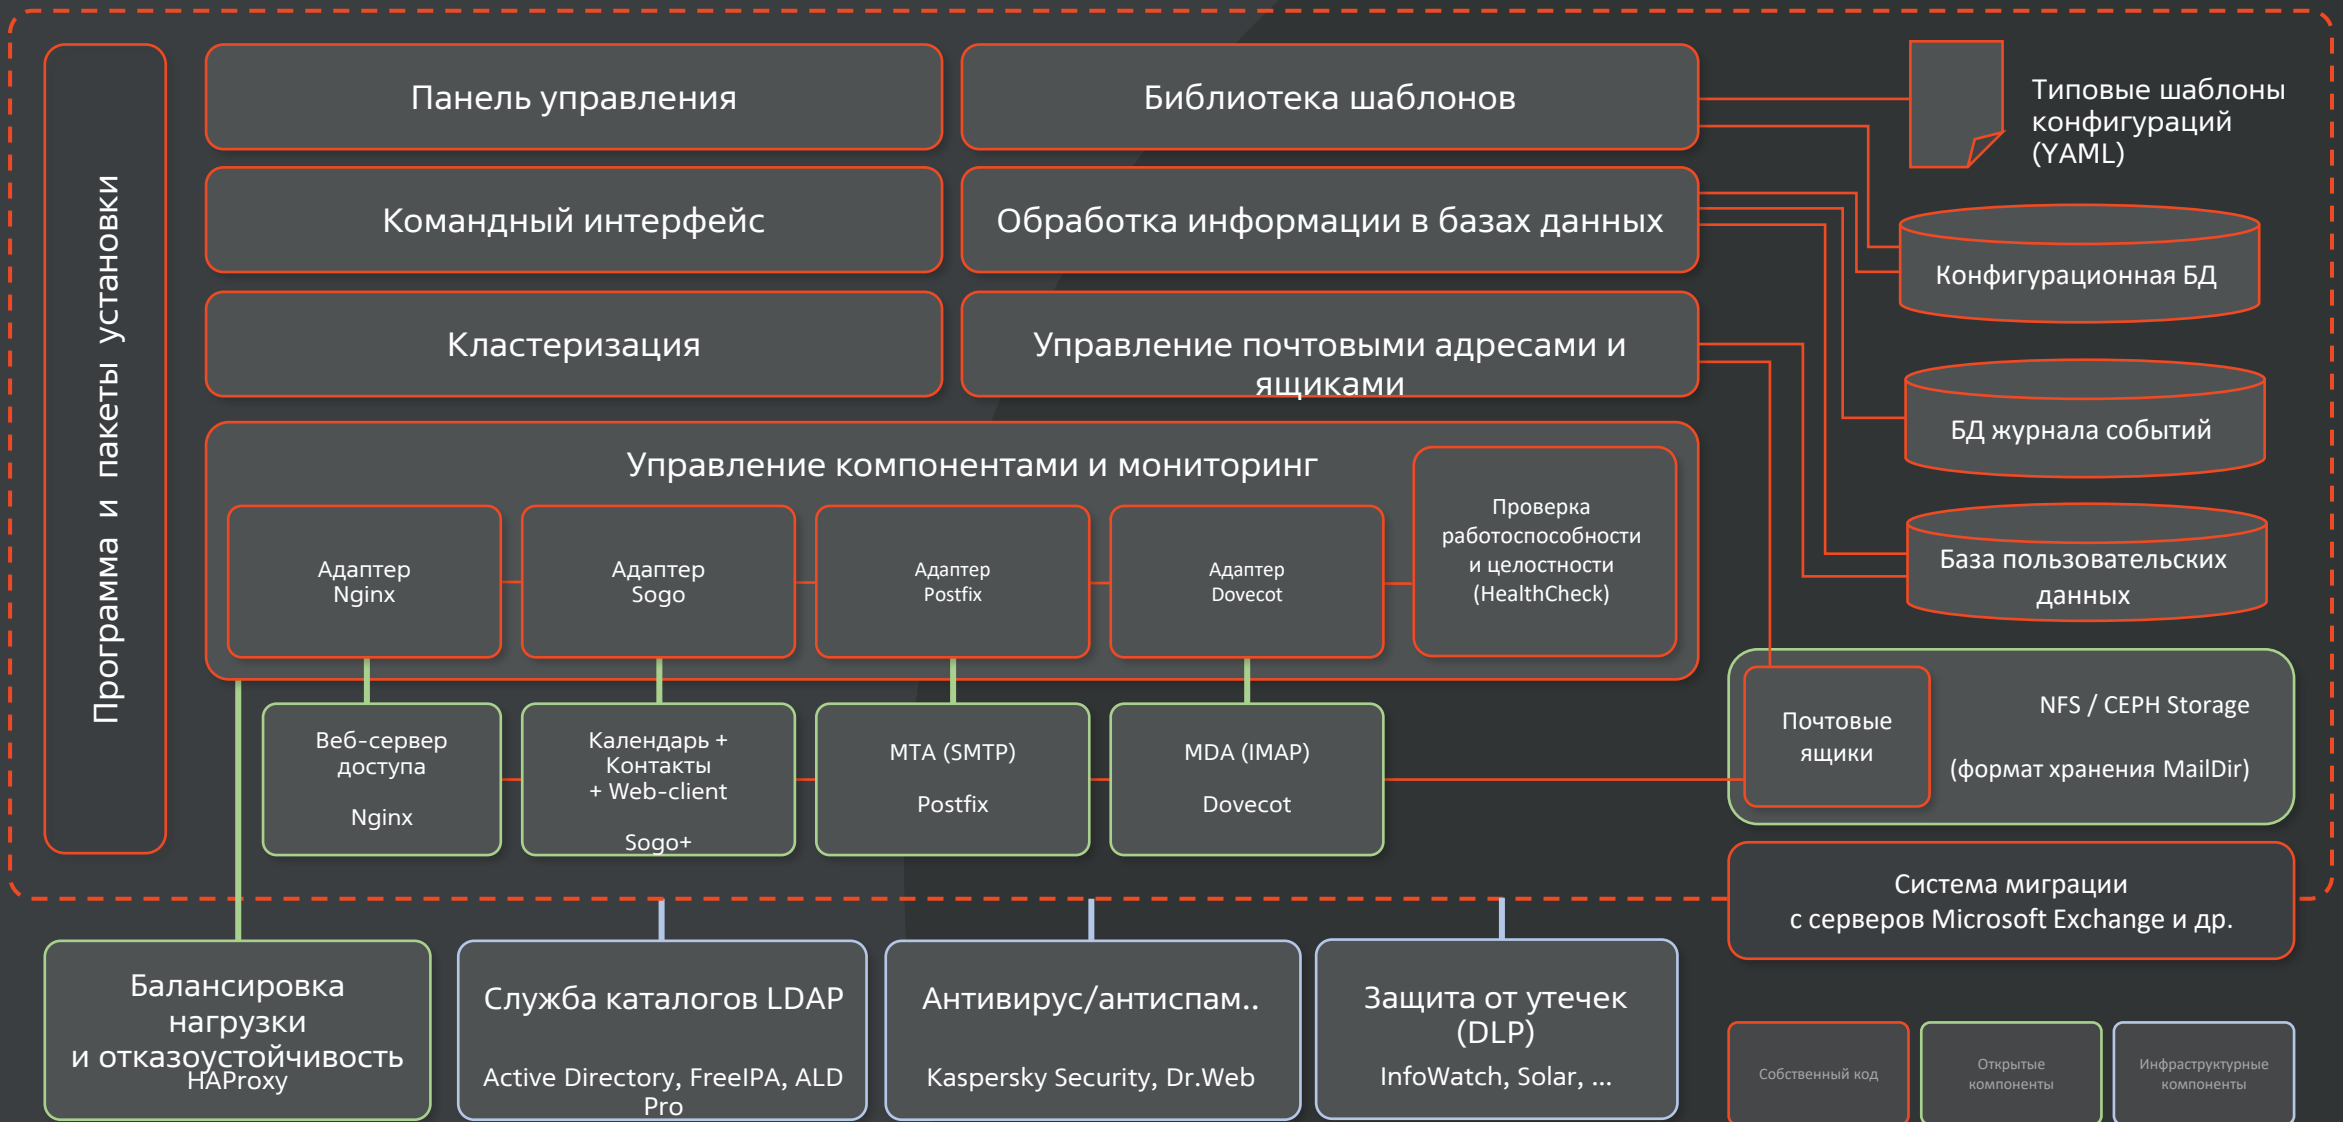 Программа и пакеты установки
Панель управления
Библиотека шаблонов
Типовые шаблоны
конфигураций
(YAML)
Командный интерфейс
Обработка информации в базах данных
Конфигурационная БД
Кластеризация
Управление почтовыми адресами и
ящиками
БД журнала событий
Управление компонентами и мониторинг
Адаптер
Nginx
Адаптер
Sogo
Адаптер
Postfix
Адаптер
Dovecot
Проверка
работоспособности
и целостности
(HealthCheck)
База пользовательских
данных
Веб-сервер
доступа
Nginx
Календарь +
Контакты
+ Web-client
Sogo+
MTA (SMTP)
Postfix
MDA (IMAP)
Dovecot
Почтовые
ящики
NFS / CEPH Storage
(формат хранения MailDir)
Система миграции
с серверов Microsoft Exchange и др.
Балансировка
нагрузки
и отказоустойчивость
HAProxy
Служба каталогов LDAP
Active Directory, FreeIPA, ALD
Pro
Антивирус/антиспам..
Kaspersky Security, Dr.Web
Защита от утечек
(DLP)
InfoWatch, Solar, ...
Собственный код
Открытые
компоненты
Инфраструктурные
компоненты